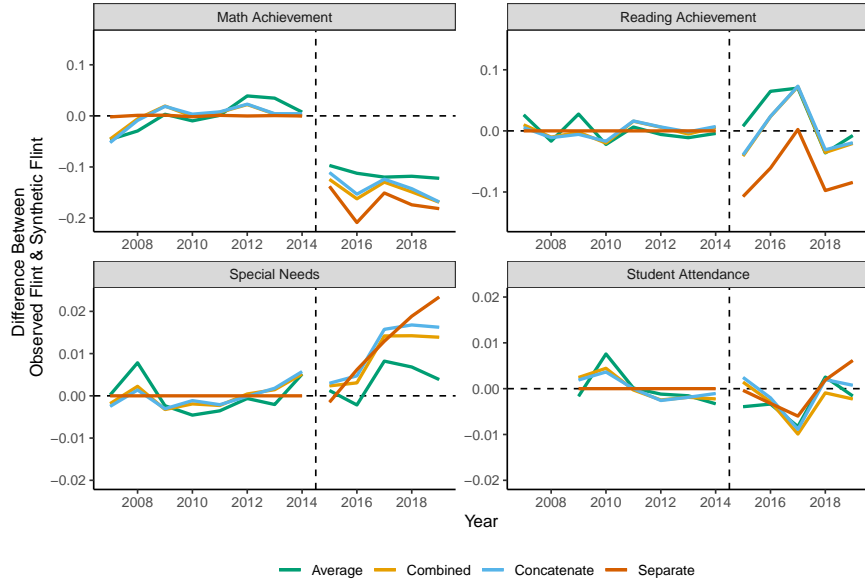 Math Achievement
Reading Achievement
0.1
0.0
−0.1
−0.2
2008 2010 2012 2014 2016 2018
0.1
0.0
−0.1
2008 2010 2012 2014 2016 2018
Special Needs
Student Attendance
0.02
0.01
0.00
−0.01
−0.02
2008 2010 2012 2014 2016 2018
0.02
0.01
0.00
−0.01
−0.02
2008 2010 2012 2014 2016 2018
Difference Between
Observed Flint & Synthetic Flint
Year
Average Combined Concatenate Separate